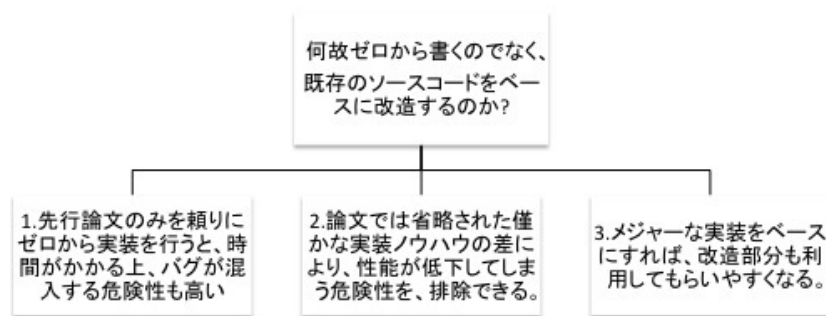 何故ゼロから書くのでなく、
既存のソースコードをベー
スに改造するのか?
1.先行論文のみを頼りに
ゼロから実装を行うと、時
間がかかる上、バグが混
入する危険性も高い
2.論文では省略された僅
かな実装ノウハウの差に
より、性能が低下してしま
う危険性を、排除できる。
3.メジャーな実装をベース
にすれば、改造部分も利
用してもらいやすくなる。